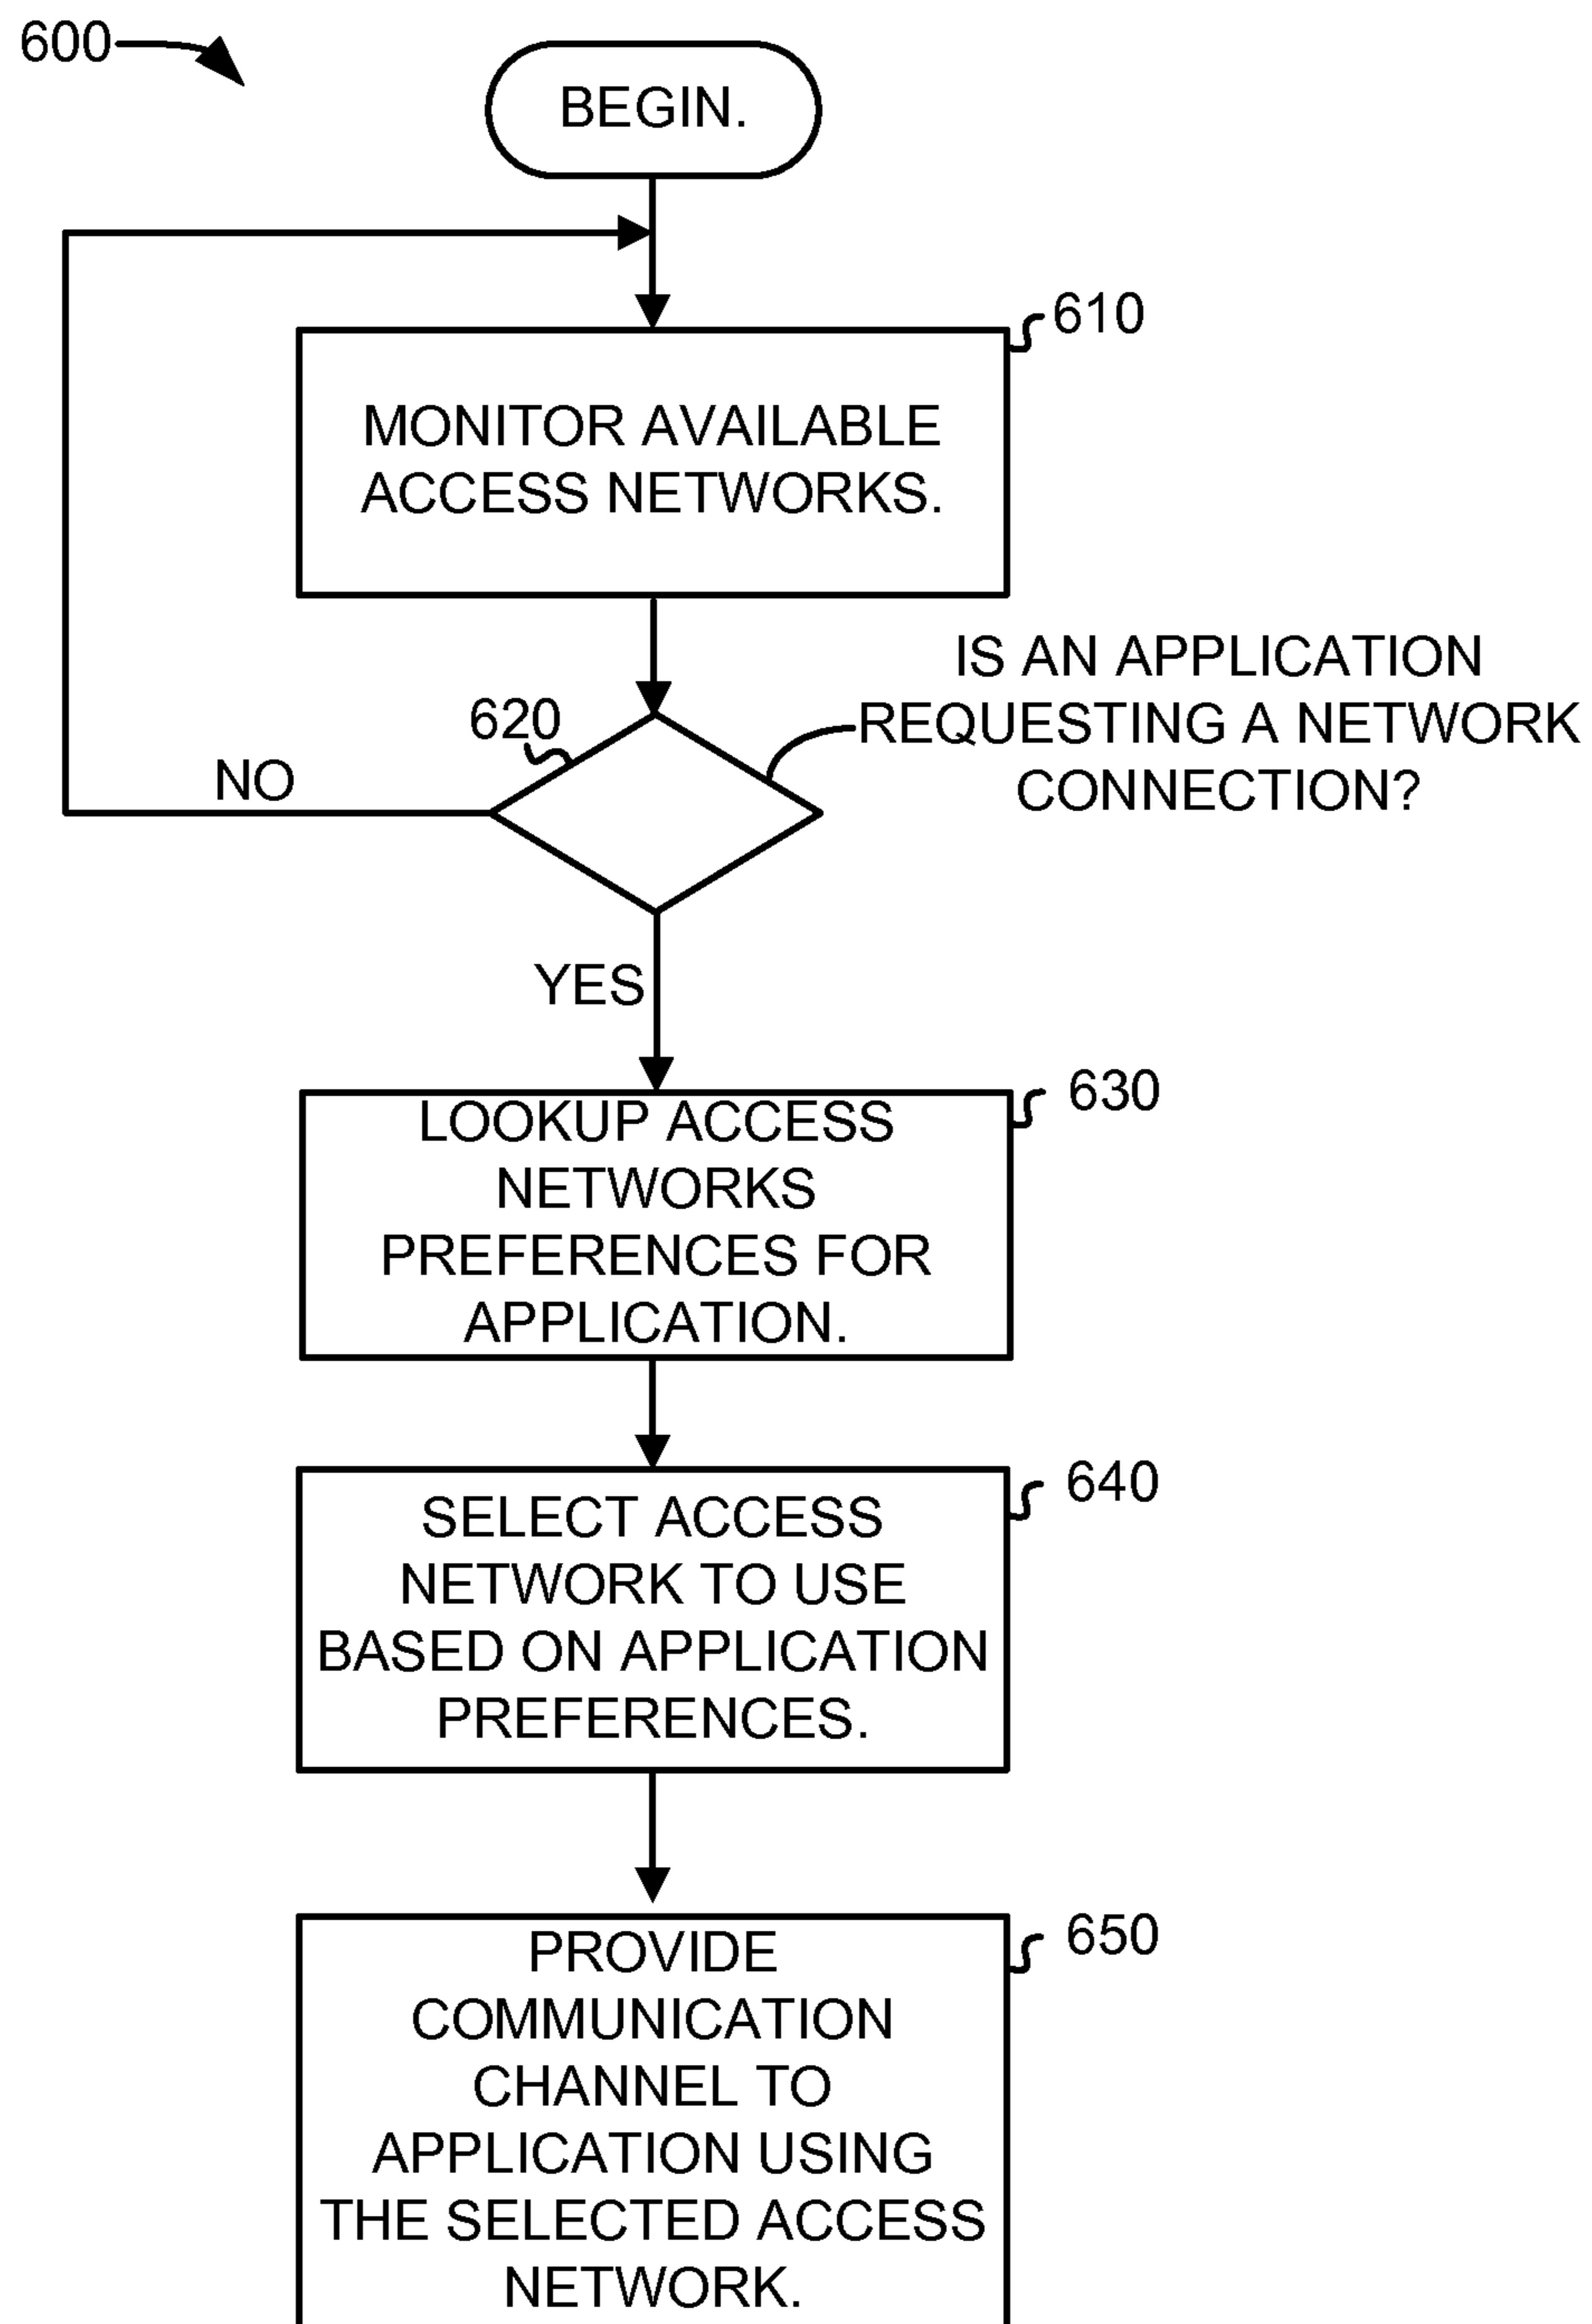 600
BEGIN.
610
MONITOR AVAILABLE
ACCESS NETWORKS.
IS AN APPLICATION
REQUESTING A NETWORK
CONNECTION?
620
NO
YES
630
LOOKUP ACCESS
NETWORKS
PREFERENCES FOR
APPLICATION.
640
SELECT ACCESS
NETWORK TO USE
BASED ON APPLICATION
PREFERENCES.
650
PROVIDE
COMMUNICATION
CHANNEL TO
APPLICATION USING
THE SELECTED ACCESS
NETWORK.